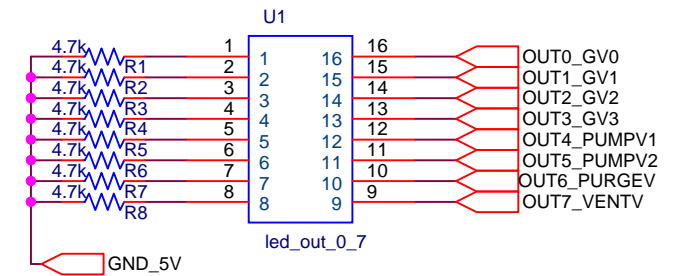 U1
4.7k 1 1 16 16 OUT0_GV0
4.7k R1 2 2 15 15 OUT1_GV1
4.7k R2 3 3 14 14 OUT2_GV2
4.7k R3 4 4 13 13 OUT3_GV3
4.7k R4 5 5 12 12 OUT4_PUMPV1
4.7k R5 6 6 11 11 OUT5_PUMPV2
4.7k R6 7 7 10 10 OUT6_PURGEV
4.7k R7 8 8 9 9 OUT7_VENTV
R8
led_out_0_7
GND_5V